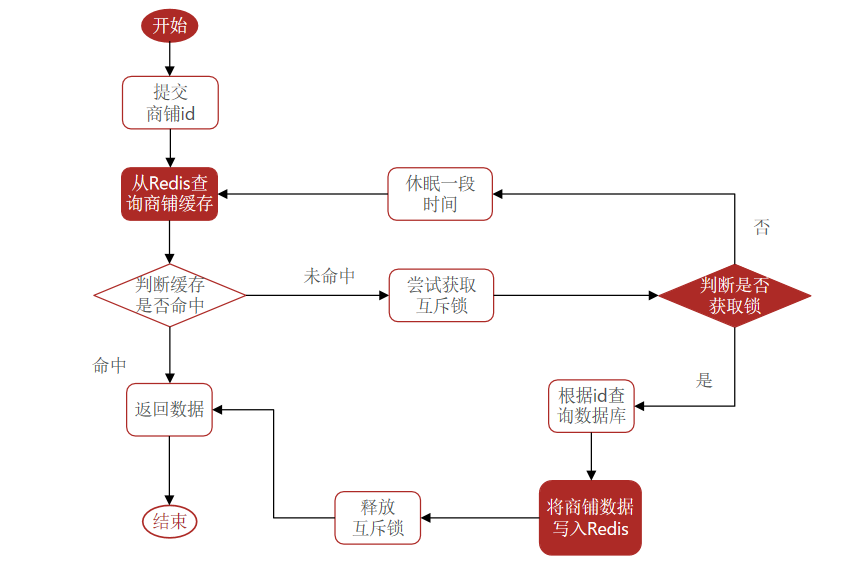 开始
提交
商铺id
从Redis查
询商铺缓存
休眠一段
时间
否
判断缓存
是否命中
未命中
尝试获取
互斥锁
判断是否
获取锁
命中
是
返回数据
根据id查
询数据库
将商铺数据
写入Redis
释放
互斥锁
结束